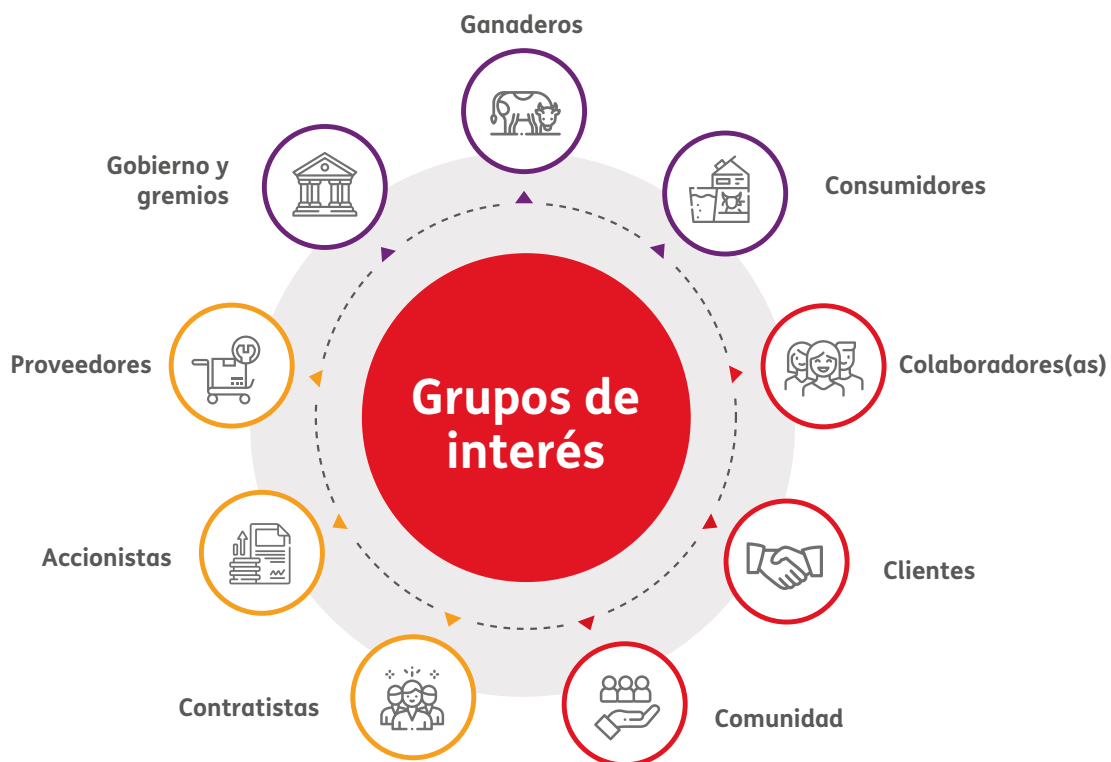 Ganaderos
Gobierno y
gremios
Consumidores
Proveedores
Colaboradores(as)
Grupos de
interés
Accionistas
Clientes
Contratistas
Comunidad